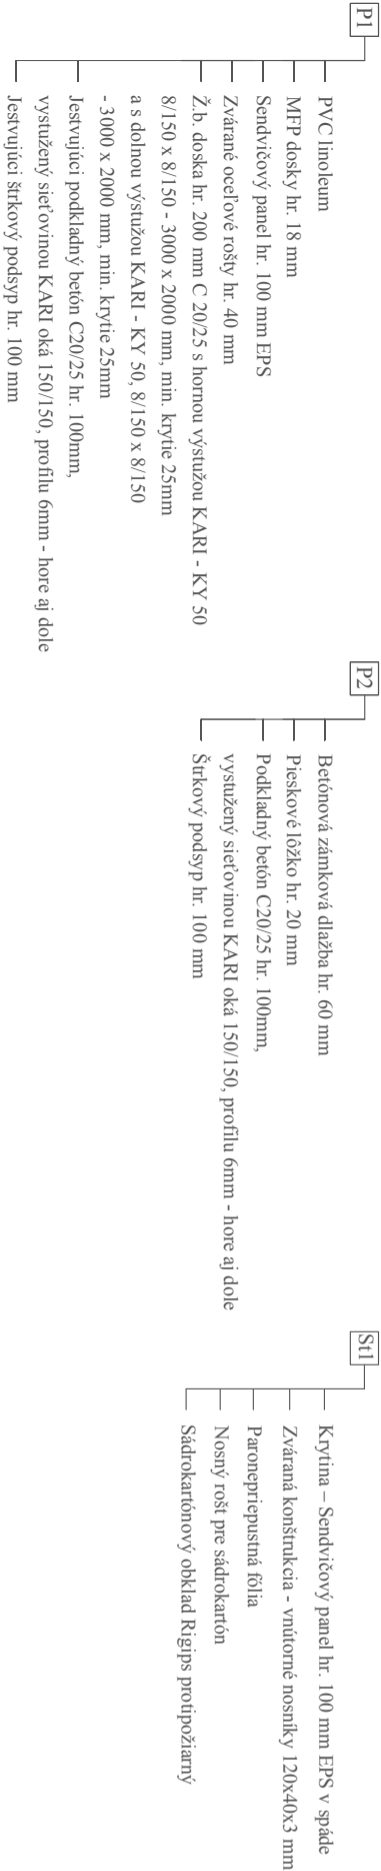 P1
PVC linoleum
MFP dosky hr. 18 mm
Sendvičový panel hr. 100 mm EPS
Zvárané oceľové rošty hr. 40 mm
Ž.b. doska hr. 200 mm C 20/25 s hornou výstužou KARI - KY 50
8/150 x 8/150 - 3000 x 2000 mm, min. krytie 25mm
a s dolnou výstužou KARI - KY 50, 8/150 x 8/150
- 3000 x 2000 mm, min. krytie 25mm
Jestvujúci podkladný betón C20/25 hr. 100mm,
vystužený sieťovinou KARI oká 150/150, profilu 6mm - hore aj dole
Jestvujúci štrkový podsyp hr. 100 mm
P2
Betónová zámková dlažba hr. 60 mm
Pieskové lôžko hr. 20 mm
Podkladný betón C20/25 hr. 100mm,
vystužený sieťovinou KARI oká 150/150, profilu 6mm - hore aj dole
Štrkový podsyp hr. 100 mm
St1
Krytina – Sendvičový panel hr. 100 mm EPS v spáde
Zváraná konštrukcia - vnútorné nosníky 120x40x3 mm
Paronepriepustná fólia
Nosný rošt pre sádrokartón
Sádrokartónový obklad Rigips protipožiarný